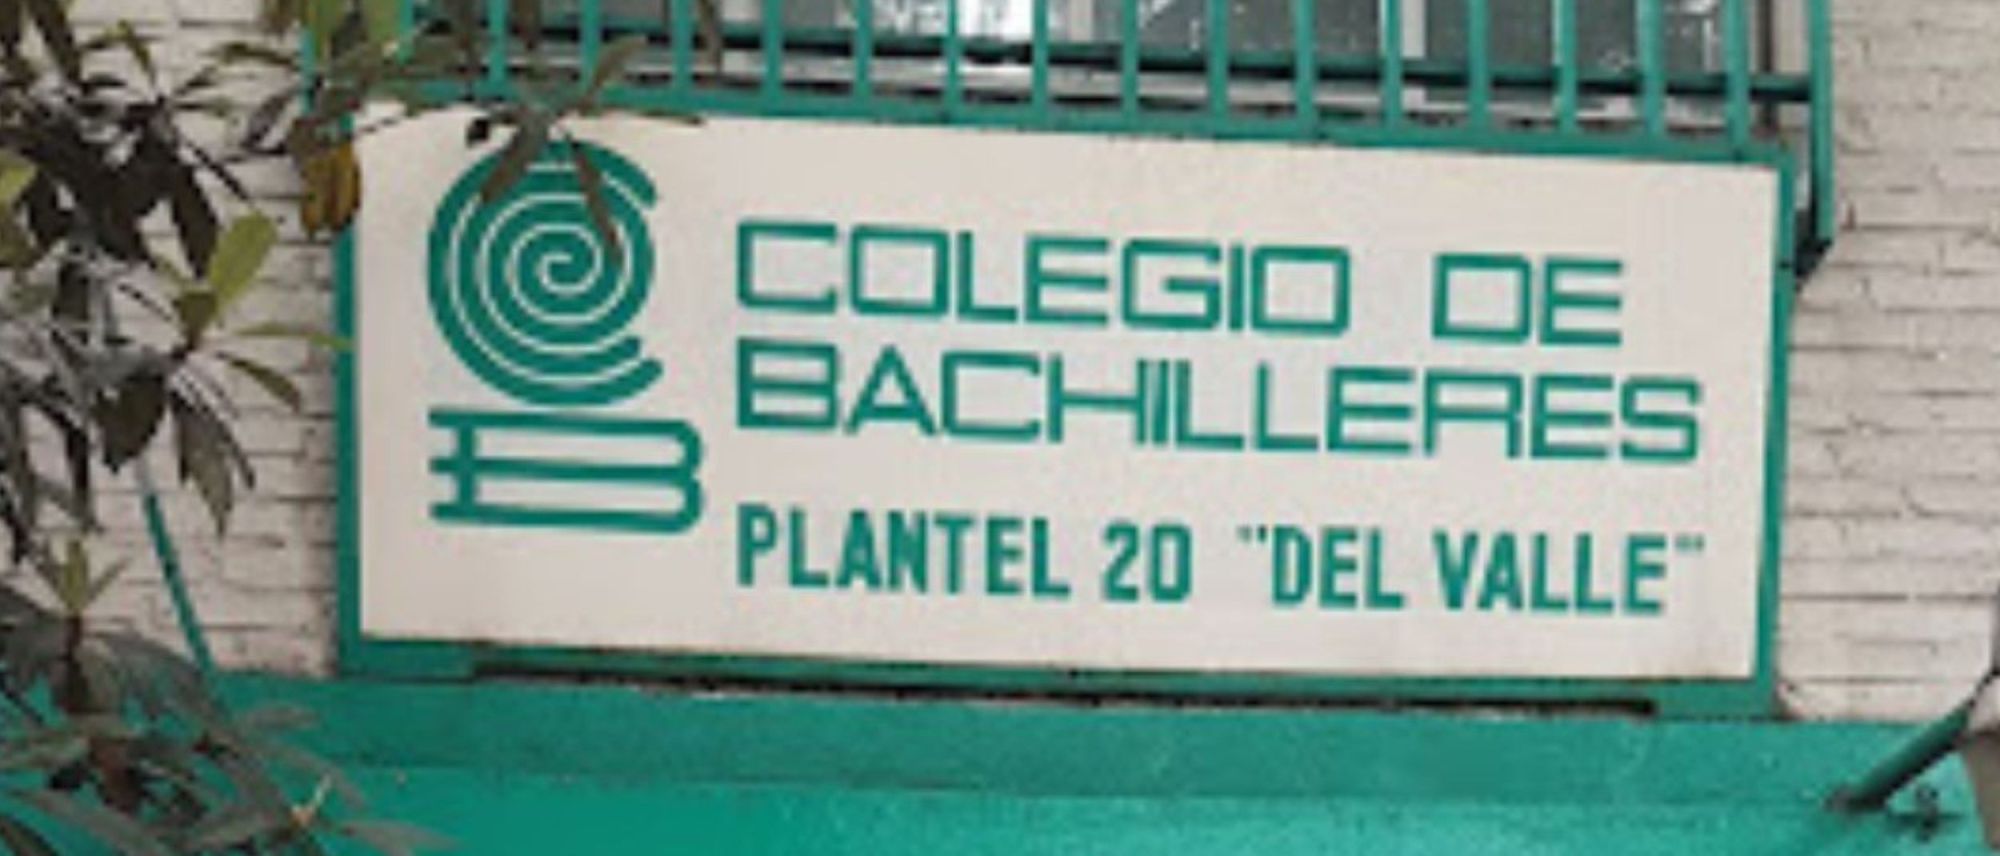 COLEGIO DE
BACHILLERES
PLANTEL 20 "DEL VALLE"